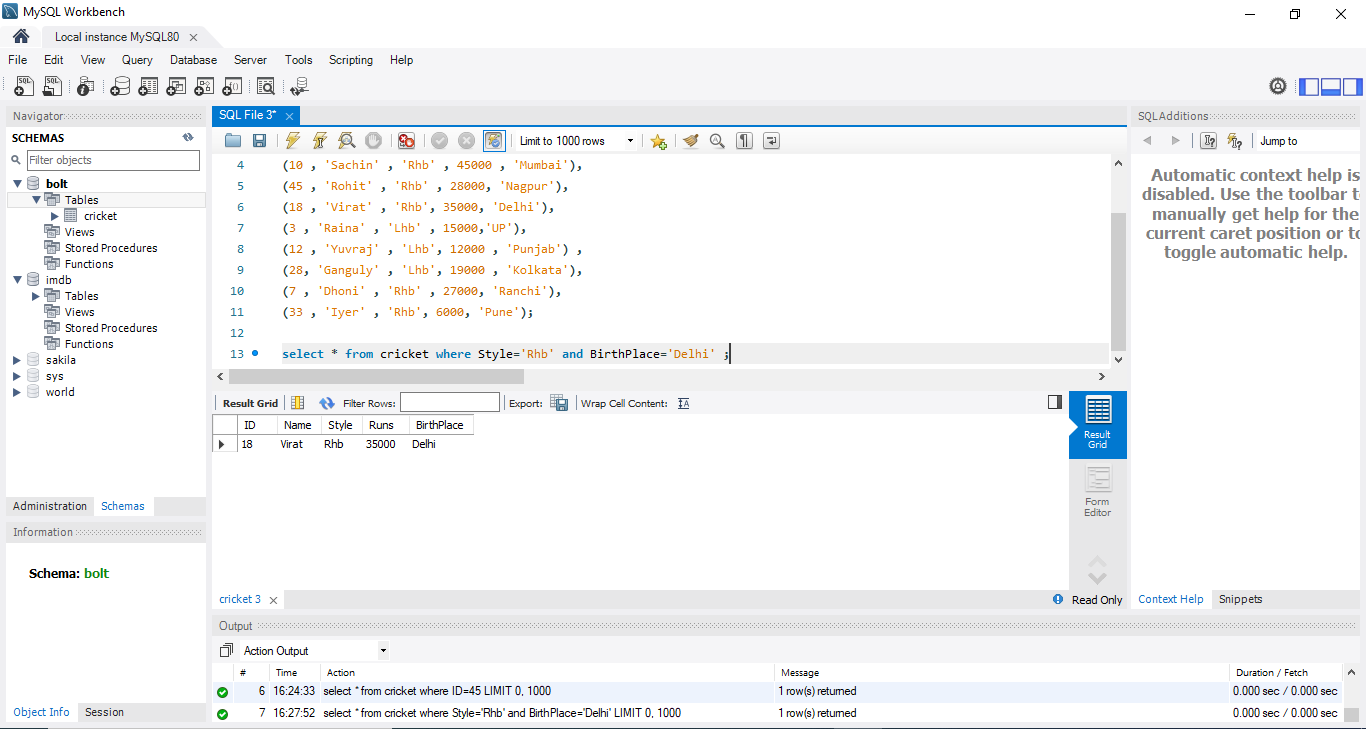 MySQL Workbench
Local instance MySQL80
File Edit View Query Database Server Tools Scripting Help
Navigator
SCHEMAS
Filter objects
bolt
Tables
cricket
Views
Stored Procedures
Functions
imdb
Tables
Views
Stored Procedures
Functions
sakila
sys
world
Administration Schemas
Information
Schema: bolt
Object Info Session
SQL File 3*
Limit to 1000 rows
4 (10 , 'Sachin' , 'Rhb' , 45000 , 'Mumbai'),
5 (45 , 'Rohit' , 'Rhb' , 28000, 'Nagpur'),
6 (18 , 'Virat' , 'Rhb', 35000, 'Delhi'),
7 (3 , 'Raina' , 'Lhb' , 15000,'UP'),
8 (12 , 'Yuvraj' , 'Lhb', 12000 , 'Punjab') ,
9 (28, 'Ganguly' , 'Lhb', 19000 , 'Kolkata'),
10 (7 , 'Dhoni' , 'Rhb' , 27000, 'Ranchi'),
11 (33 , 'Iyer' , 'Rhb', 6000, 'Pune');
12
13 select * from cricket where Style='Rhb' and BirthPlace='Delhi' ;
Result Grid Filter Rows: Export: Wrap Cell Content:
ID Name Style Runs BirthPlace
18 Virat Rhb 35000 Delhi
Result
Grid
Form
Editor
cricket 3
Read Only
SQLAdditions
Jump to
Automatic context help is
disabled. Use the toolbar t
manually get help for the
current caret position or to
toggle automatic help.
Context Help Snippets
Output
Action Output
# Time Action Message Duration / Fetch
6 16:24:33 select * from cricket where ID=45 LIMIT 0, 1000 1 row(s) returned 0.000 sec / 0.000 sec
7 16:27:52 select * from cricket where Style='Rhb' and BirthPlace='Delhi' LIMIT 0, 1000 1 row(s) returned 0.000 sec / 0.000 sec